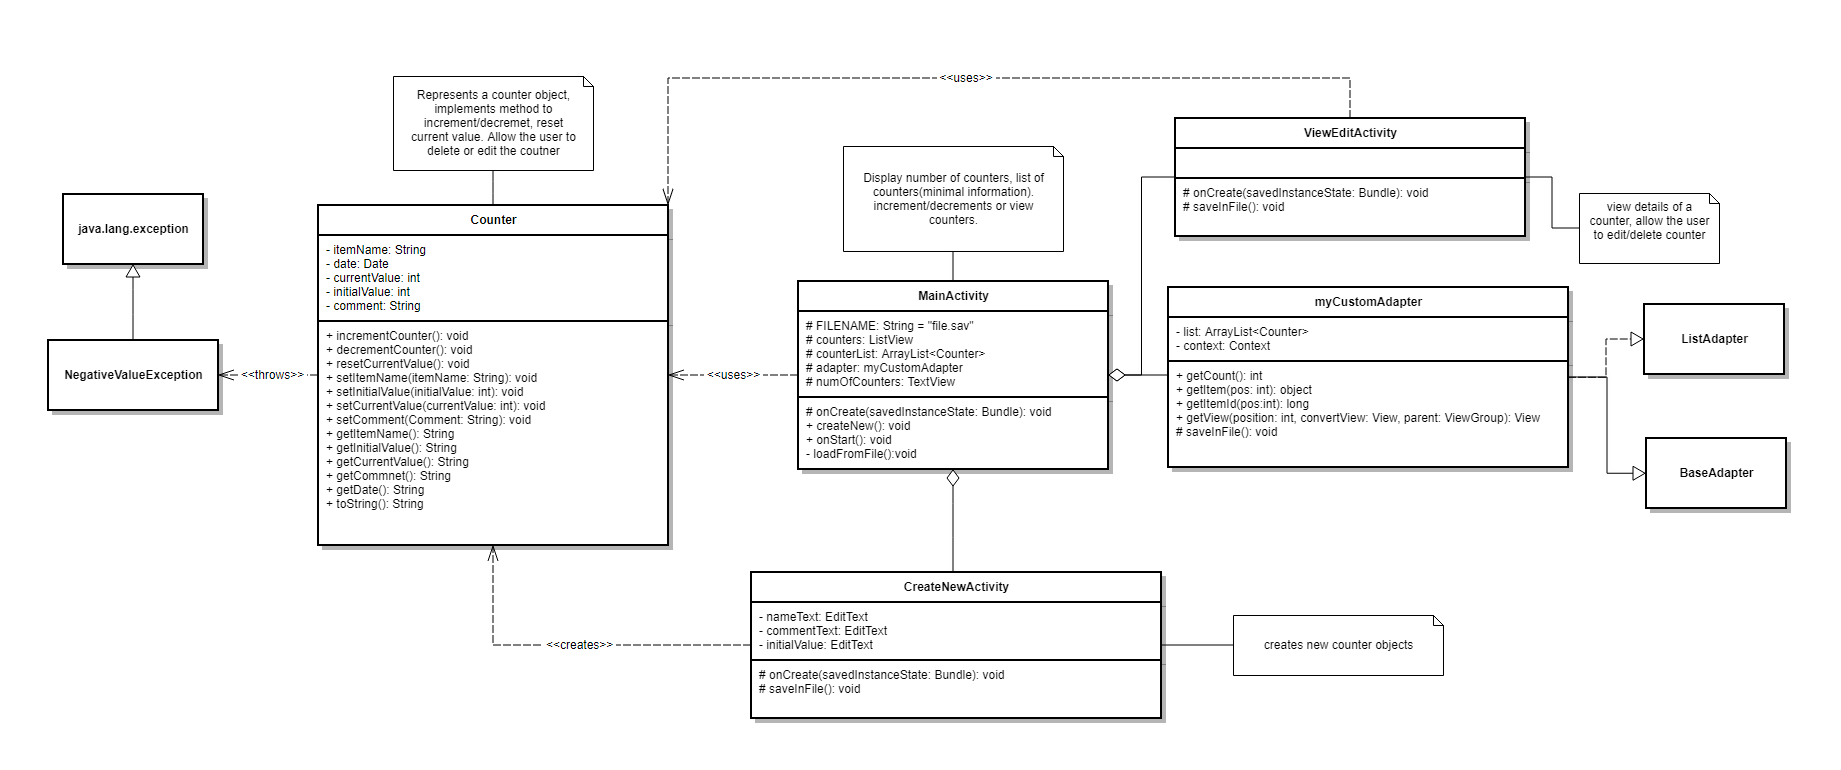 <<uses>>
Represents a counter object,
implements method to
increment/decremet, reset
current value. Allow the user to
delete or edit the coutner
ViewEditActivity
# onCreate(savedInstanceState: Bundle): void
# saveInFile(): void
Display number of counters, list of
counters(minimal information).
increment/decrements or view
counters.
view details of a
counter, allow the user
to edit/delete counter
java.lang.exception
Counter
- itemName: String
- date: Date
- currentValue: int
- initialValue: int
- comment: String
+ incrementCounter(): void
+ decrementCounter(): void
+ resetCurrentValue(): void
+ setItemName(itemName: String): void
+ setInitialValue(initialValue: int): void
+ setCurrentValue(currentValue: int): void
+ setComment(Comment: String): void
+ getItemName(): String
+ getInitialValue(): String
+ getCurrentValue(): String
+ getCommnet(): String
+ getDate(): String
+ toString(): String
NegativeValueException
<<throws>>
<<uses>>
MainActivity
# FILENAME: String = "file.sav"
# counters: ListView
# counterList: ArrayList<Counter>
# adapter: myCustomAdapter
# numOfCounters: TextView
# onCreate(savedInstanceState: Bundle): void
+ createNew(): void
+ onStart(): void
- loadFromFile():void
myCustomAdapter
- list: ArrayList<Counter>
- context: Context
+ getCount(): int
+ getItem(pos: int): object
+ getItemId(pos:int): long
+ getView(position: int, convertView: View, parent: ViewGroup): View
# saveInFile(): void
ListAdapter
BaseAdapter
CreateNewActivity
- nameText: EditText
- commentText: EditText
- initialValue: EditText
# onCreate(savedInstanceState: Bundle): void
# saveInFile(): void
<<creates>>
creates new counter objects